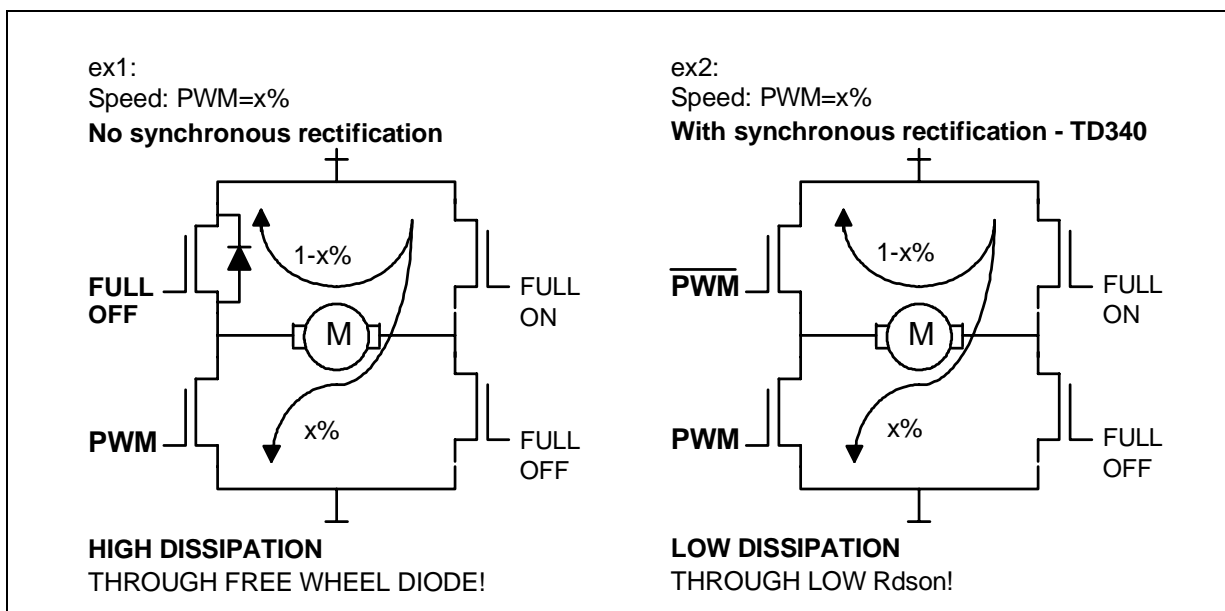 ex1:
Speed: PWM=x%
No synchronous rectification
1-x%
FULL
OFF
FULL
ON
M
PWM
x%
FULL
OFF
HIGH DISSIPATION
THROUGH FREE WHEEL DIODE!
ex2:
Speed: PWM=x%
With synchronous rectification - TD340
1-x%
PWM
FULL
ON
M
PWM
x%
FULL
OFF
LOW DISSIPATION
THROUGH LOW Rdson!